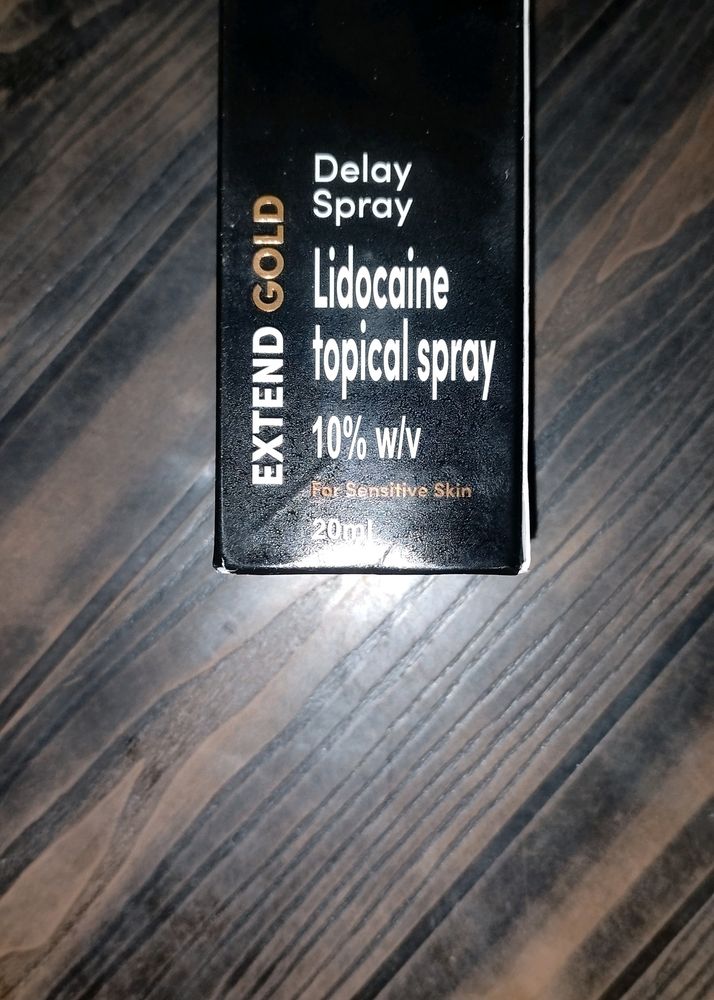 EXTEND GOLD
Delay
Spray
Lidocaine
topical spray
10% w/v
For Sensitive Skin
20ml